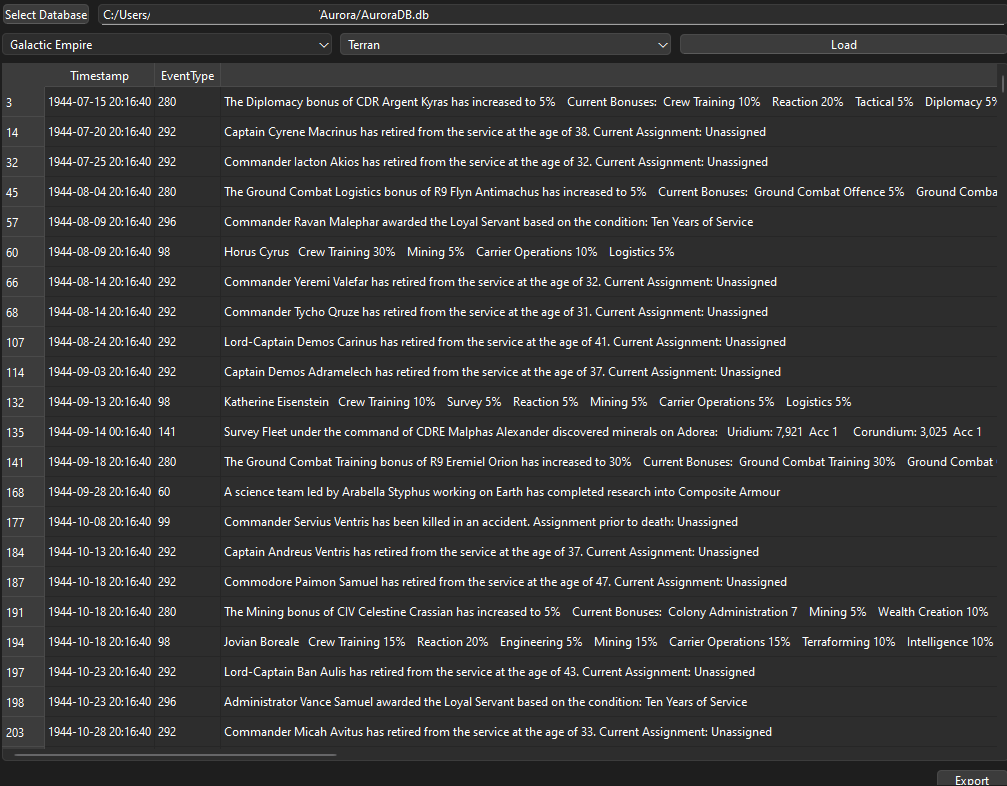 Select Database C:/Users/ 'Aurora/AuroraDB.db
Galactic Empire Terran Load
Timestamp EventType
3 1944-07-15 20:16:40 280 The Diplomacy bonus of CDR Argent Kyras has increased to 5% Current Bonuses: Crew Training 10% Reaction 20% Tactical 5% Diplomacy 5%
14 1944-07-20 20:16:40 292 Captain Cyrene Macrinus has retired from the service at the age of 38. Current Assignment: Unassigned
32 1944-07-25 20:16:40 292 Commander Iacton Akios has retired from the service at the age of 32. Current Assignment: Unassigned
45 1944-08-04 20:16:40 280 The Ground Combat Logistics bonus of R9 Flyn Antimachus has increased to 5% Current Bonuses: Ground Combat Offence 5% Ground Comba
57 1944-08-09 20:16:40 296 Commander Ravan Malephar awarded the Loyal Servant based on the condition: Ten Years of Service
60 1944-08-09 20:16:40 98 Horus Cyrus Crew Training 30% Mining 5% Carrier Operations 10% Logistics 5%
66 1944-08-14 20:16:40 292 Commander Yeremi Valefar has retired from the service at the age of 32. Current Assignment: Unassigned
68 1944-08-14 20:16:40 292 Commander Tycho Qruze has retired from the service at the age of 31. Current Assignment: Unassigned
107 1944-08-24 20:16:40 292 Lord-Captain Demos Carinus has retired from the service at the age of 41. Current Assignment: Unassigned
114 1944-09-03 20:16:40 292 Captain Demos Adramelech has retired from the service at the age of 37. Current Assignment: Unassigned
132 1944-09-13 20:16:40 98 Katherine Eisenstein Crew Training 10% Survey 5% Reaction 5% Mining 5% Carrier Operations 5% Logistics 5%
135 1944-09-14 00:16:40 141 Survey Fleet under the command of CDRE Malphas Alexander discovered minerals on Adorea: Uridium: 7,921 Acc 1 Corundium: 3,025 Acc 1
141 1944-09-18 20:16:40 280 The Ground Combat Training bonus of R9 Eremiel Orion has increased to 30% Current Bonuses: Ground Combat Training 30% Ground Combat
168 1944-09-28 20:16:40 60 A science team led by Arabella Styphus working on Earth has completed research into Composite Armour
177 1944-10-08 20:16:40 99 Commander Servius Ventris has been killed in an accident. Assignment prior to death: Unassigned
184 1944-10-13 20:16:40 292 Captain Andreus Ventris has retired from the service at the age of 37. Current Assignment: Unassigned
187 1944-10-18 20:16:40 292 Commodore Paimon Samuel has retired from the service at the age of 47. Current Assignment: Unassigned
191 1944-10-18 20:16:40 280 The Mining bonus of CIV Celestine Crassian has increased to 5% Current Bonuses: Colony Administration 7 Mining 5% Wealth Creation 10%
194 1944-10-18 20:16:40 98 Jovian Boreale Crew Training 15% Reaction 20% Engineering 5% Mining 15% Carrier Operations 15% Terraforming 10% Intelligence 10%
197 1944-10-23 20:16:40 292 Lord-Captain Ban Aulis has retired from the service at the age of 43. Current Assignment: Unassigned
198 1944-10-23 20:16:40 296 Administrator Vance Samuel awarded the Loyal Servant based on the condition: Ten Years of Service
203 1944-10-28 20:16:40 292 Commander Micah Avitus has retired from the service at the age of 33. Current Assignment: Unassigned
Export